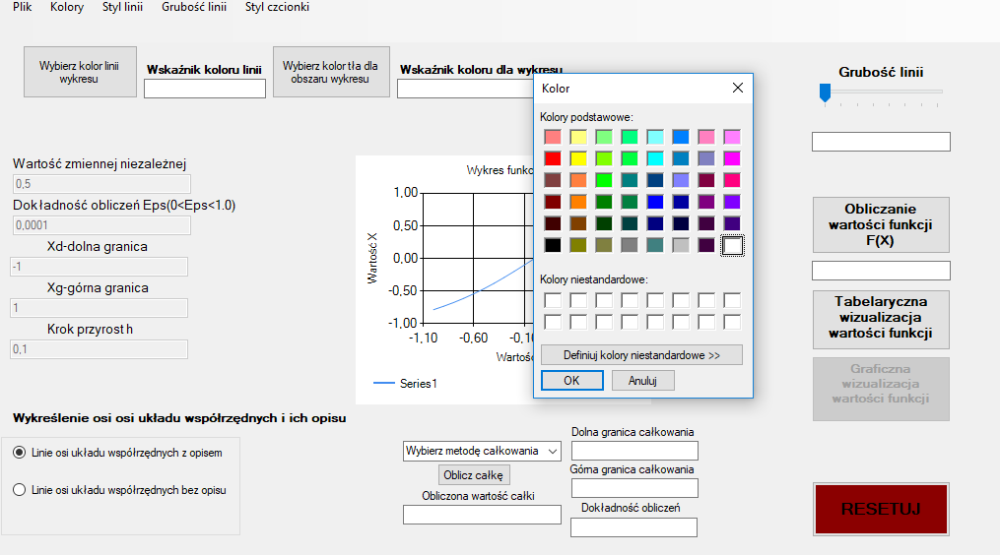 Plik Kolory Styl linii Grubość linii Styl czcionki
Wybierz kolor linii
wykresu
Wskaźnik koloru linii
Wybierz kolor tła dla
obszaru wykresu
Wskaźnik koloru dla wykresu
Grubość linii
Kolor
Kolory podstawowe:
Kolory niestandardowe:
Definiuj kolory niestandardowe >>
OK Anuluj
Wartość zmiennej niezależnej
0,5
Dokładność obliczeń Eps(0<Eps<1.0)
0,0001
Xd-dolna granica
-1
Xg-górna granica
1
Krok przyrost h
0,1
Wykres funkc
Wartość X
1,00
0,50
0,00
-0,50
-1,00
-1,10 -0,60 -0,10
Wartość
Series1
Obliczanie
wartości funkcji
F(X)
Tabelaryczna
wizualizacja
wartości funkcji
Graficzna
wizualizacja
wartości funkcji
Wykreślenie osi osi układu współrzędnych i ich opisu
Linie osi układu współrzędnych z opisem
Linie osi układu współrzędnych bez opisu
Wybierz metodę całkowania
Oblicz całkę
Obliczona wartość całki
Dolna granica całkowania
Górna granica całkowania
Dokładność obliczeń
RESETUJ